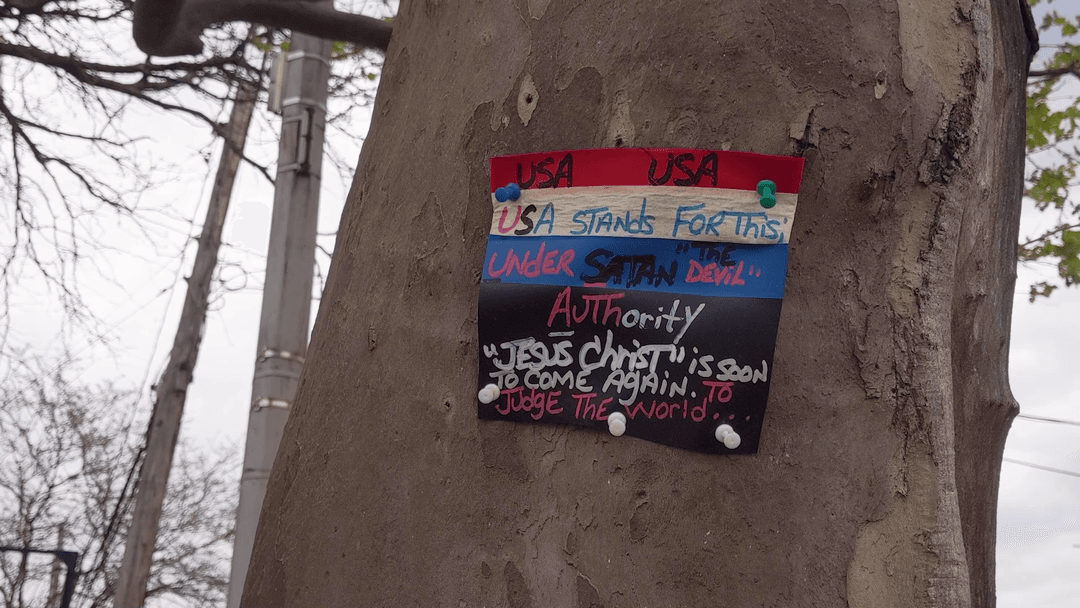 USA USA
USA STANDS FOR THIS;
UNDER SATAN "THE DEVIL"
AUTHority
"JESUS Christ" is soon
TO COME AgAiN. TO
JUDge THE World...